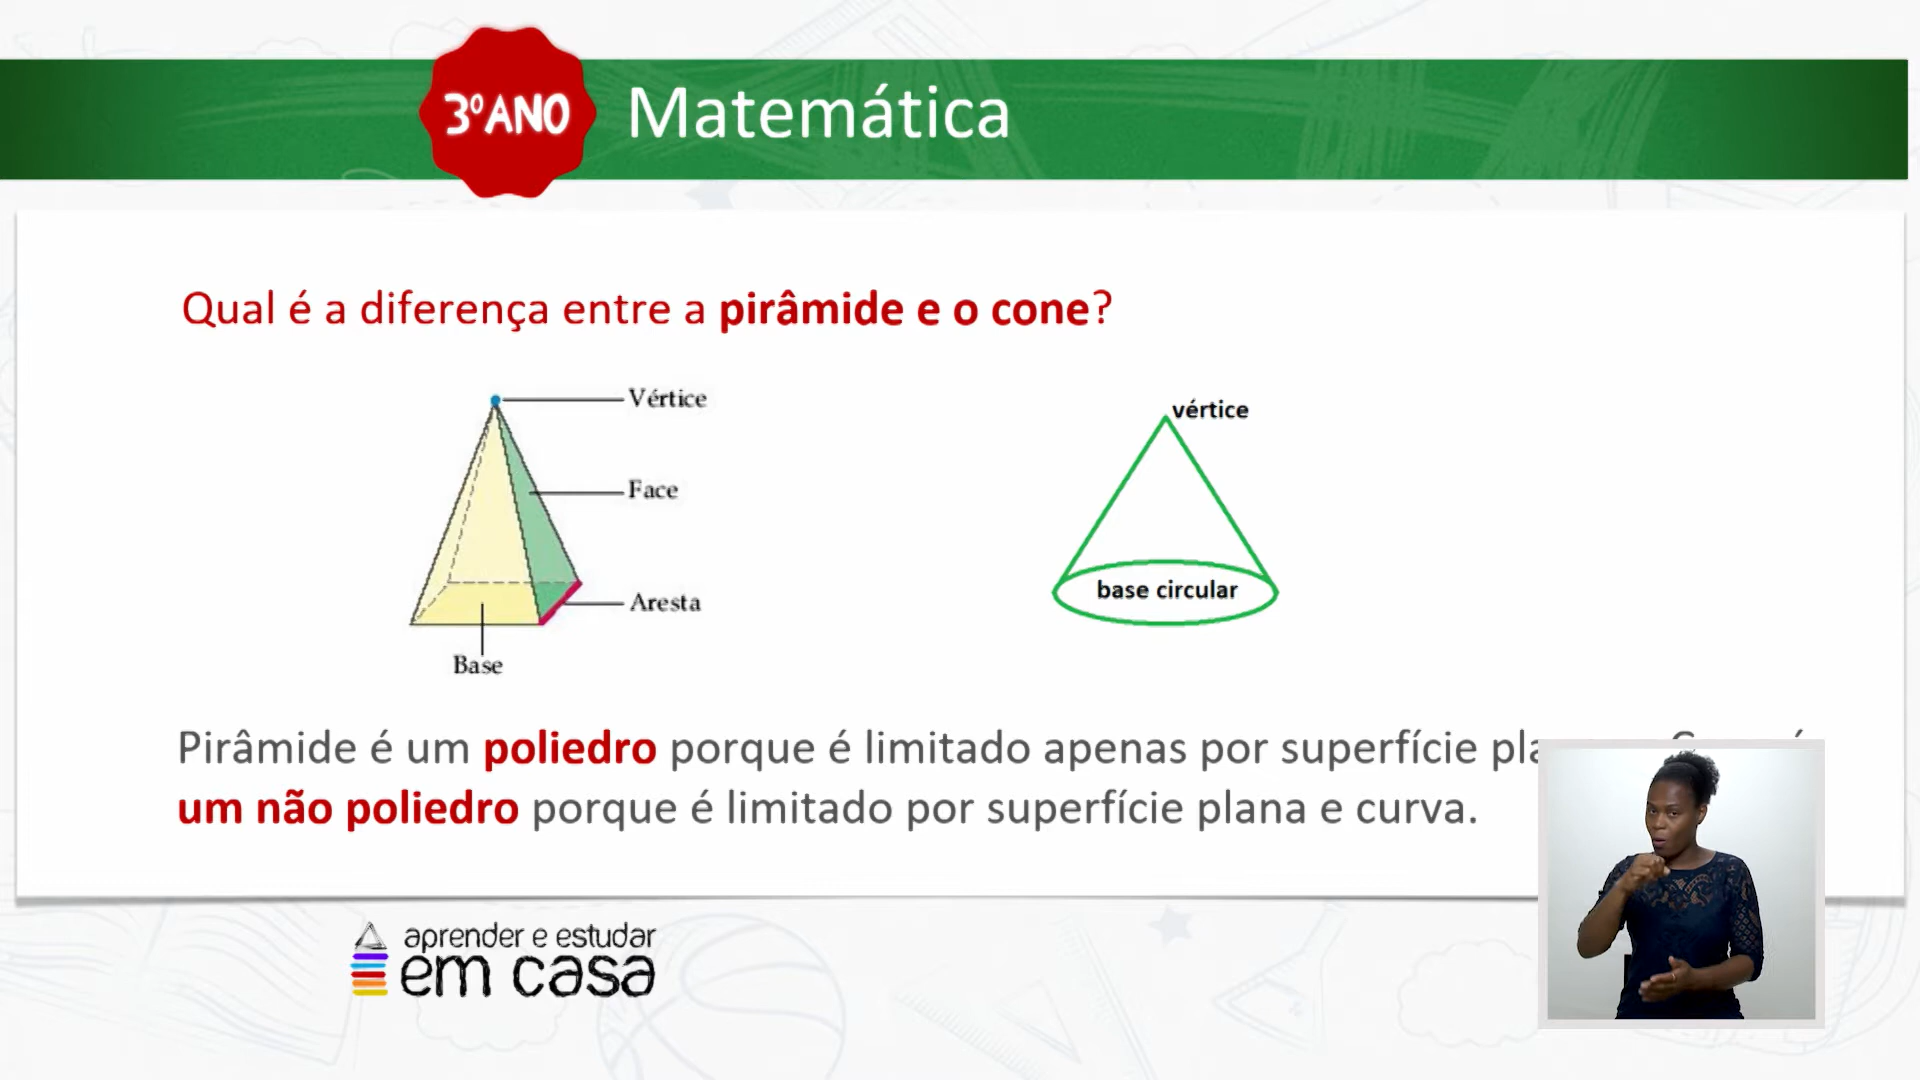 3ºANO
Matemática
Qual é a diferença entre a pirâmide e o cone?
Vértice
Face
Aresta
Base
vértice
base circular
Pirâmide é um poliedro porque é limitado apenas por superfície
um não poliedro porque é limitado por superfície plana e curva.
aprender e estudar
em casa